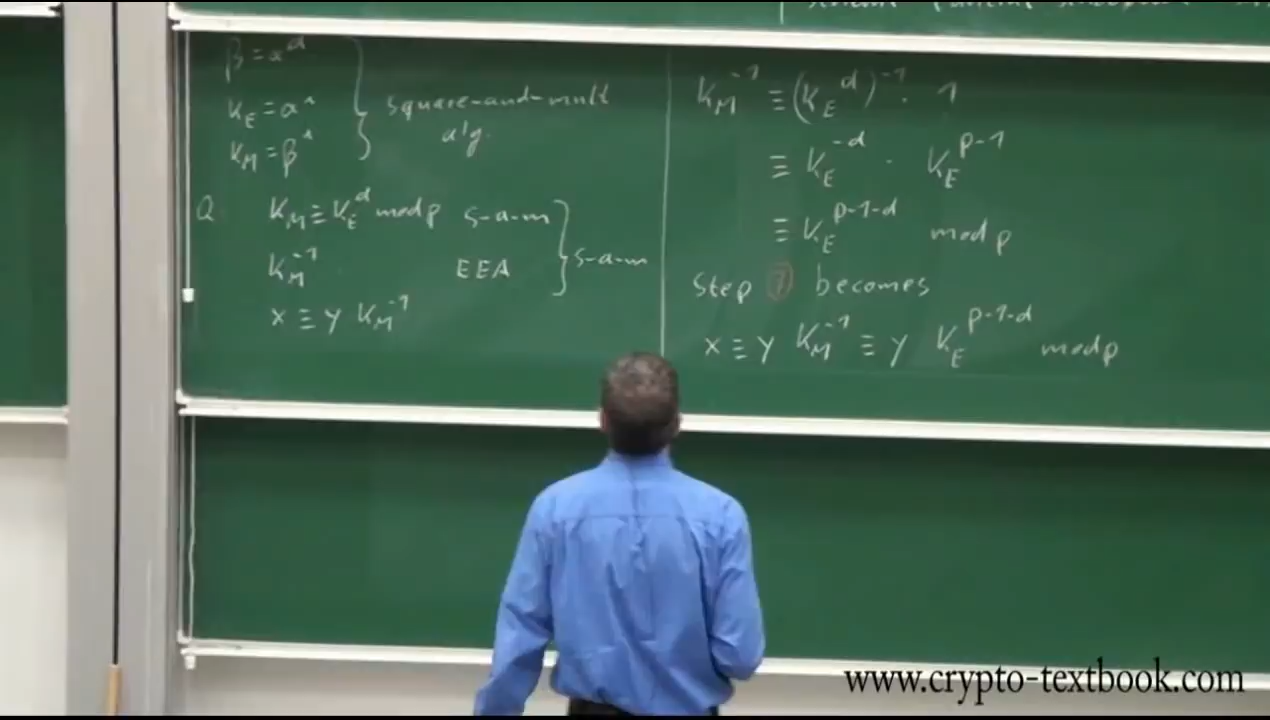 β = α^d
k_E = α^i
k_M = β^i
square-and-mult
alg.
Q
k_M ≡ k_E^d mod p s-a-m
k_M^-1 EEA
s-a-m
x ≡ y k_M^-1
k_M^-1 ≡ (k_E^d)^-1 · 1
≡ k_E^-d · k_E^p-1
≡ k_E^p-1-d mod p
Step 7 becomes
x ≡ y k_M^-1 ≡ y k_E^p-1-d mod p
www.crypto-textbook.com